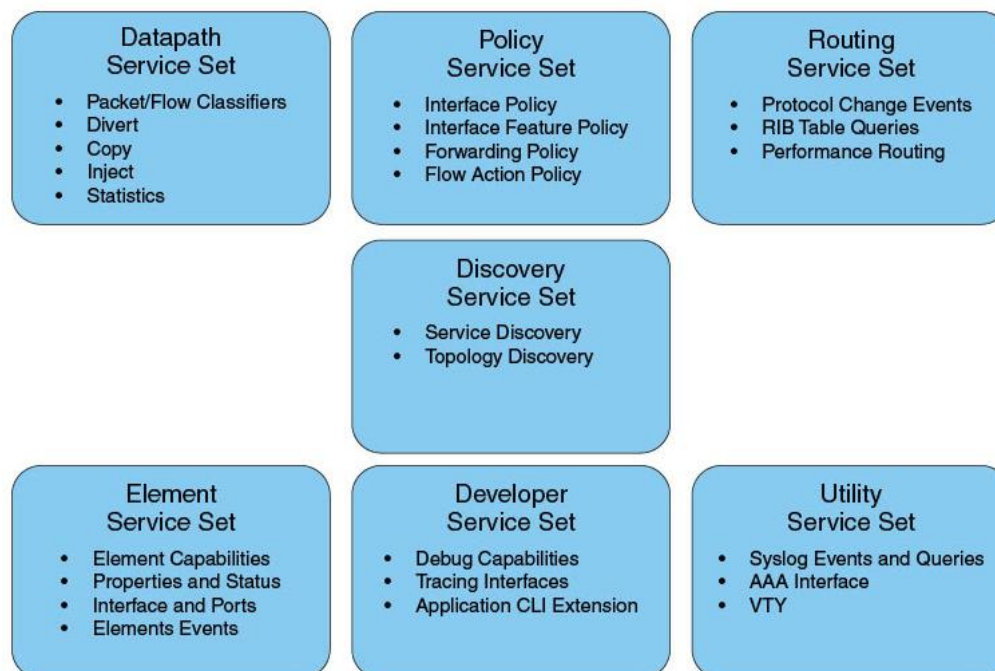 Datapath
Service Set
• Packet/Flow Classifiers
• Divert
• Copy
• Inject
• Statistics
Policy
Service Set
• Interface Policy
• Interface Feature Policy
• Forwarding Policy
• Flow Action Policy
Routing
Service Set
• Protocol Change Events
• RIB Table Queries
• Performance Routing
Discovery
Service Set
• Service Discovery
• Topology Discovery
Element
Service Set
• Element Capabilities
• Properties and Status
• Interface and Ports
• Elements Events
Developer
Service Set
• Debug Capabilities
• Tracing Interfaces
• Application CLI Extension
Utility
Service Set
• Syslog Events and Queries
• AAA Interface
• VTY